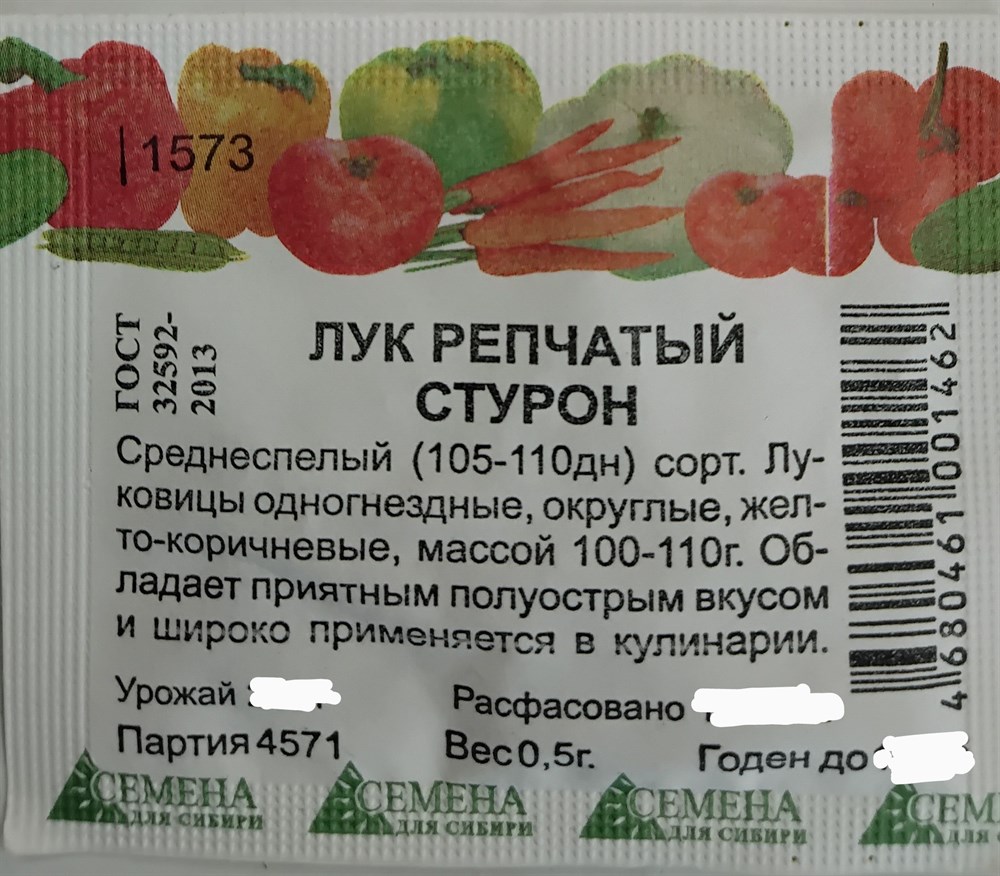 1573
ГОСТ
32592-
2013
ЛУК РЕПЧАТЫЙ
СТУРОН
Среднеспелый (105-110дн) сорт. Лу-
ковицы одногнездные, округлые, жел-
то-коричневые, массой 100-110г. Об-
ладает приятным полуострым вкусом
и широко применяется в кулинарии.
4680461001462
Урожай
Расфасовано
Партия 4571
Вес 0,5г.
Годен до
СЕМЕНА
ДЛЯ СИБИРИ
СЕМЕНА
ДЛЯ СИБИРИ
СЕМЕНА
ДЛЯ СИБИРИ
СЕМ
ДЛЯ